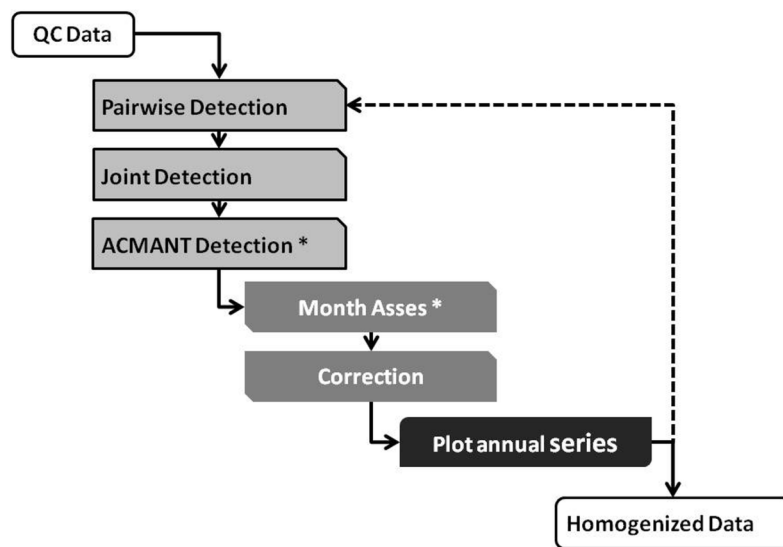 QC Data
Pairwise Detection
Joint Detection
ACMANT Detection *
Month Asses *
Correction
Plot annual series
Homogenized Data